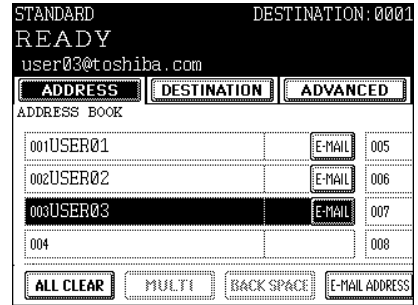 STANDARD DESTINATION:0001
READY
user03@toshiba.com
ADDRESS DESTINATION ADVANCED
ADDRESS BOOK
001USER01 E-MAIL 005
002USER02 E-MAIL 006
003USER03 E-MAIL 007
004 008
ALL CLEAR MULTI BACK SPACE E-MAIL ADDRESS